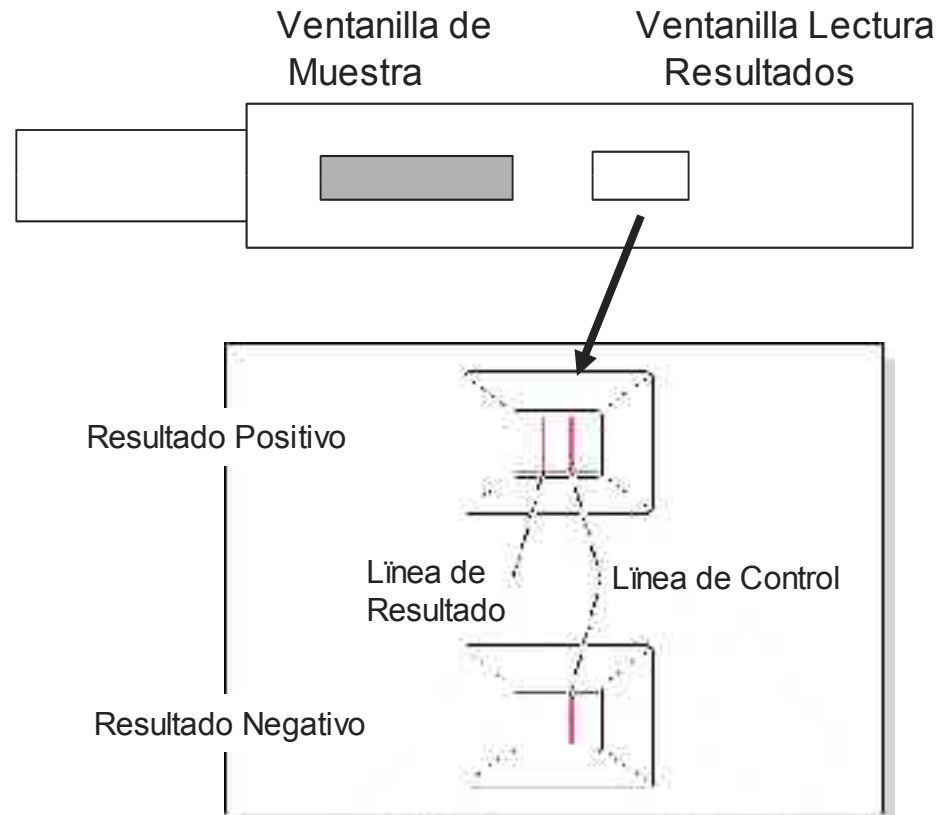 Ventanilla de
Muestra
Ventanilla Lectura
Resultados
Resultado Positivo
Lïnea de
Resultado
Lïnea de Control
Resultado Negativo